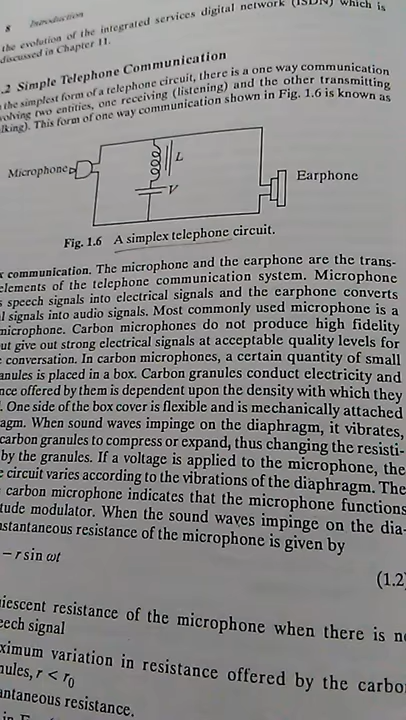 8 Introduction
the evolution of the integrated services digital network (ISDN) which is
discussed in Chapter 11.
.2 Simple Telephone Communication
the simplest form of a telephone circuit, there is a one way communication
volving two entities, one receiving (listening) and the other transmitting
lking). This form of one way communication shown in Fig. 1.6 is known as
Microphone
L
V
Earphone
Fig. 1.6 A simplex telephone circuit.
x communication. The microphone and the earphone are the trans-
elements of the telephone communication system. Microphone
s speech signals into electrical signals and the earphone converts
l signals into audio signals. Most commonly used microphone is a
microphone. Carbon microphones do not produce high fidelity
ut give out strong electrical signals at acceptable quality levels for
e conversation. In carbon microphones, a certain quantity of small
anules is placed in a box. Carbon granules conduct electricity and
nce offered by them is dependent upon the density with which they
. One side of the box cover is flexible and is mechanically attached
agm. When sound waves impinge on the diaphragm, it vibrates,
carbon granules to compress or expand, thus changing the resisti-
by the granules. If a voltage is applied to the microphone, the
e circuit varies according to the vibrations of the diaphragm. The
carbon microphone indicates that the microphone functions
tude modulator. When the sound waves impinge on the dia-
nstantaneous resistance of the microphone is given by
− r sin ωt
(1.2
uiescent resistance of the microphone when there is no
eech signal
ximum variation in resistance offered by the carbo
nules, r < r₀
antaneous resistance.